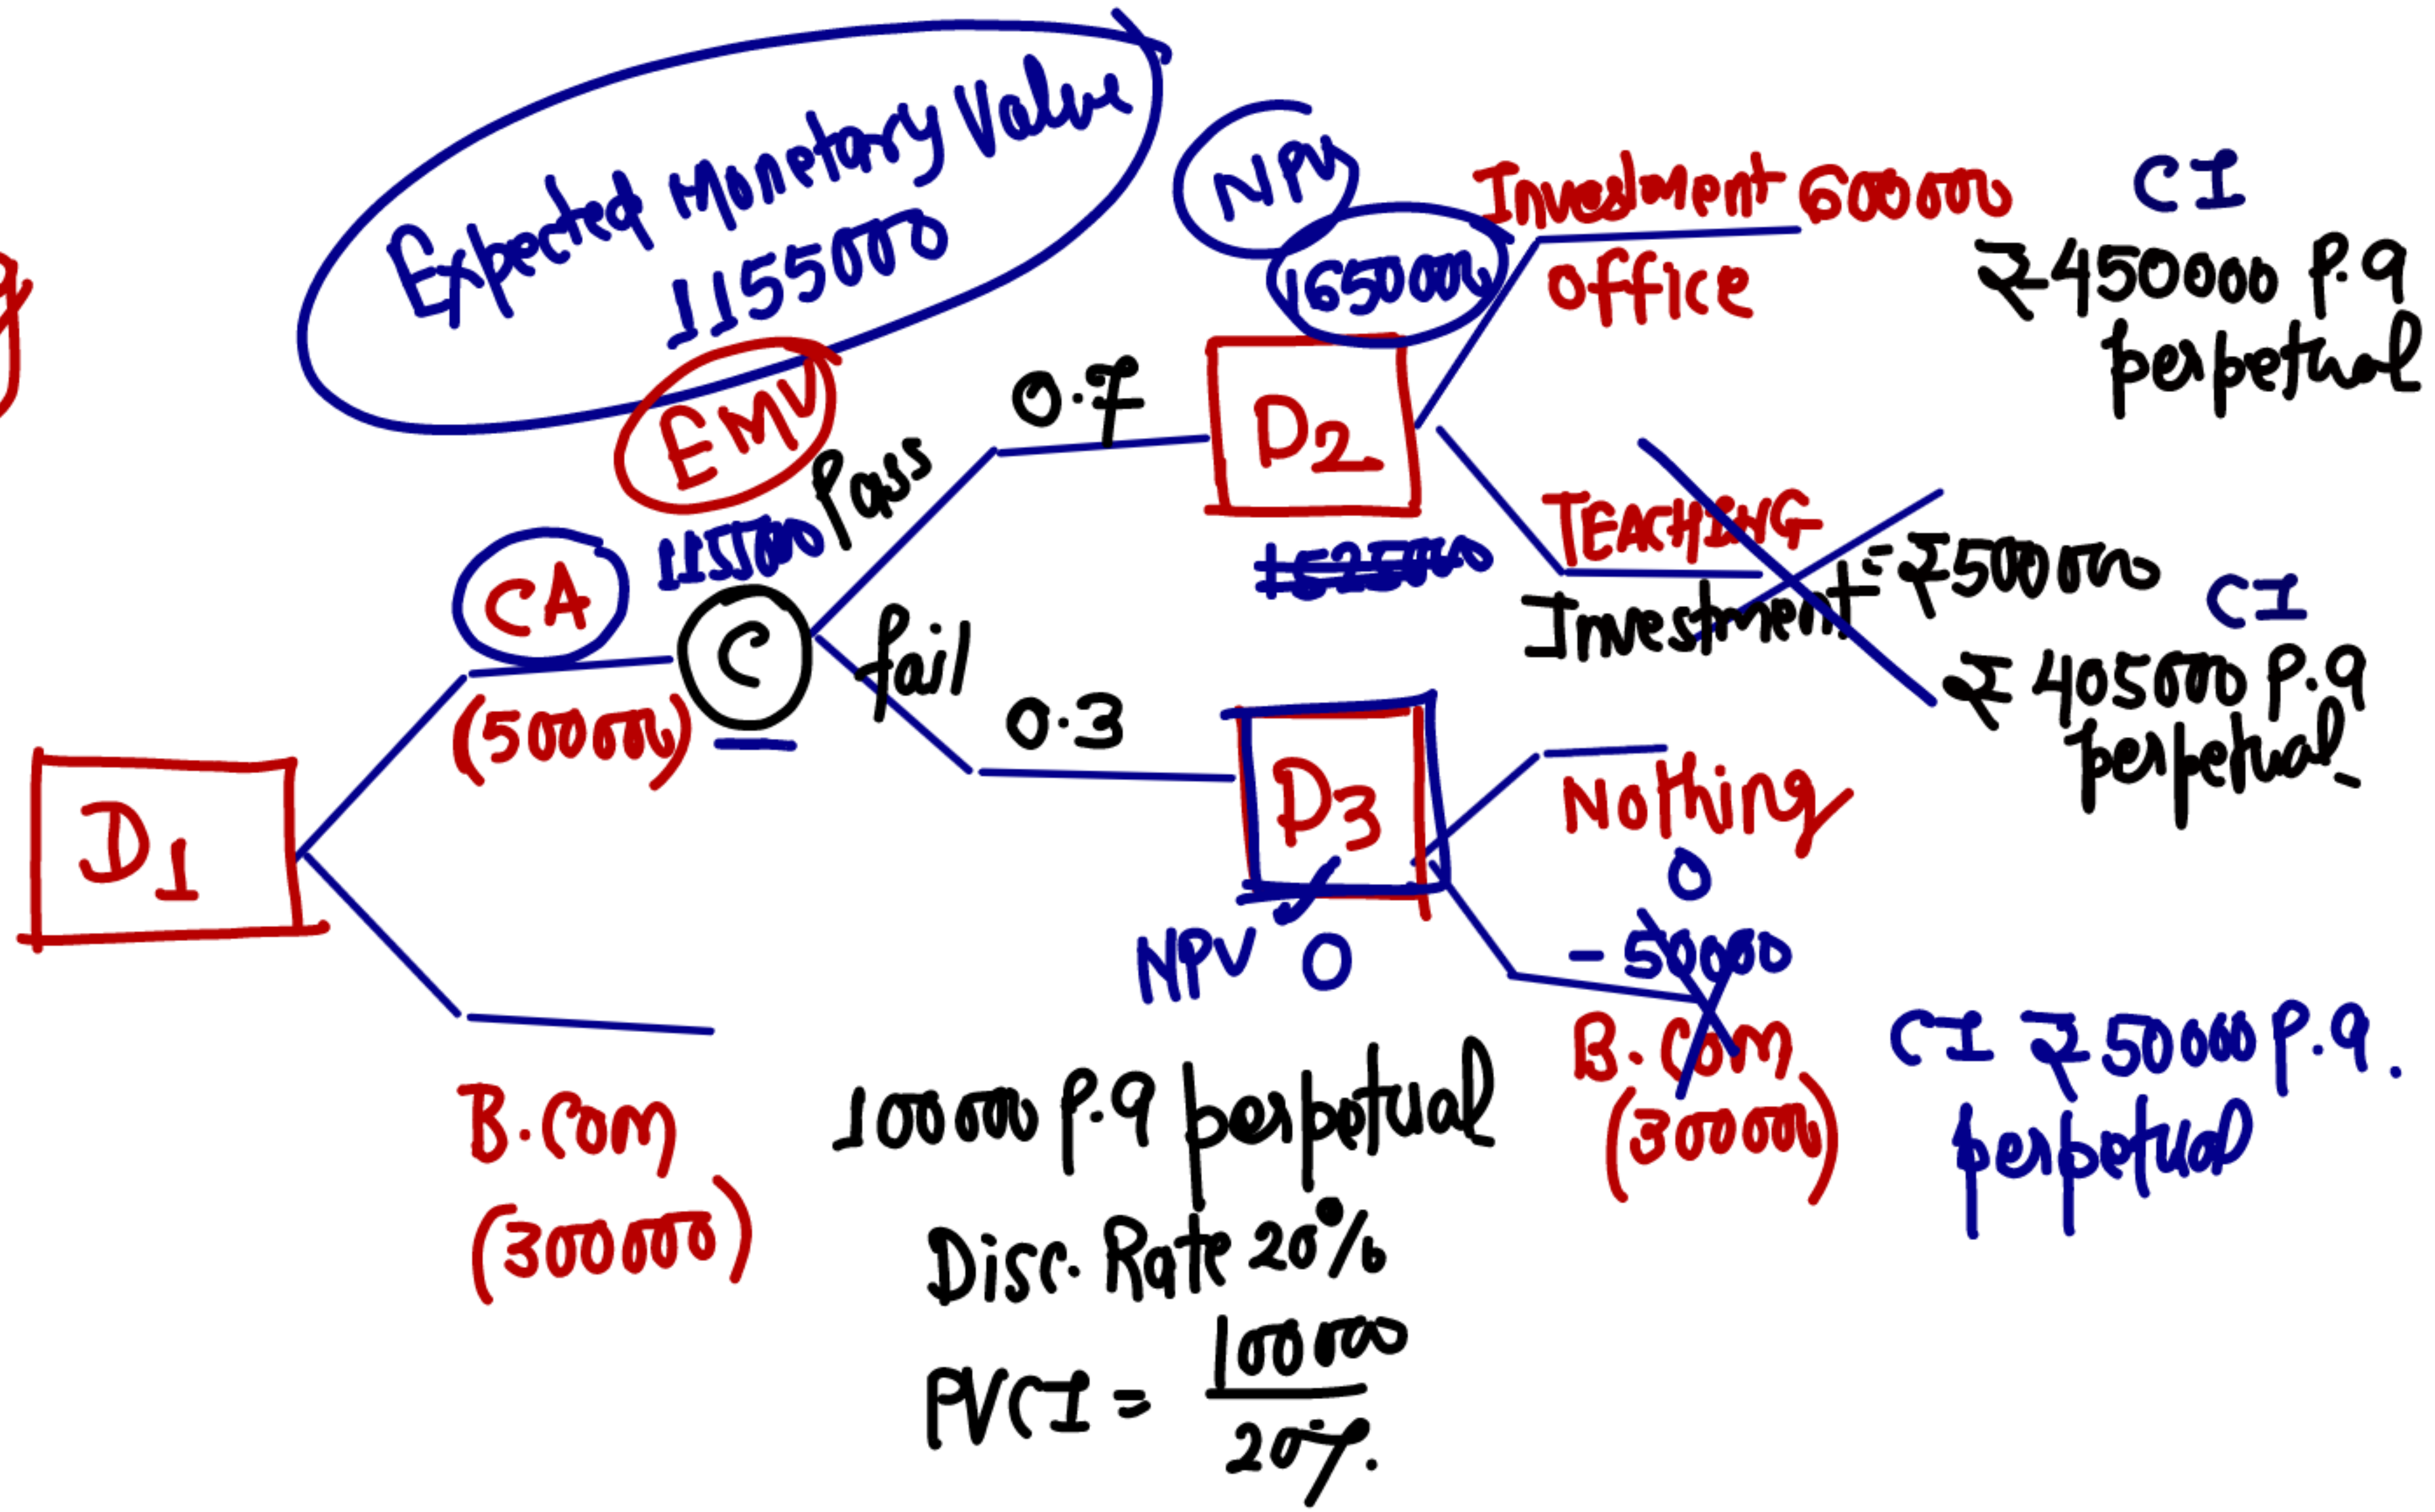 Expected Monetary Value
1155000
EMV
1155000
NPV
1650000
Investment 600000
Office
CI
₹450000 P.a
perpetual
0.7
D2
Pass
CA
(500000)
C
TEACHING
Investment = ₹500000
CI
₹ 405000 P.a
perpetual
fail
0.3
D1
D3
NPV 0
Nothing
0
- 50000
B.Com
(300000)
CI ₹50000 P.a.
perpetual
B.Com
(300000)
100000 P.a perpetual
Disc. Rate 20%
PVCI = 100000
20%.